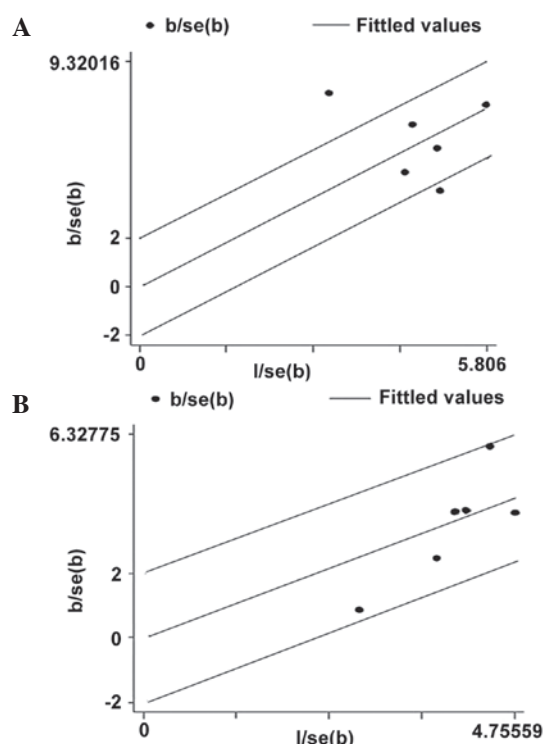 A
b/se(b) Fittled values
9.32016
b/se(b)
2
0
-2
0 5.806
l/se(b)
B
b/se(b) Fittled values
6.32775
b/se(b)
2
0
-2
0 4.75559
l/se(b)